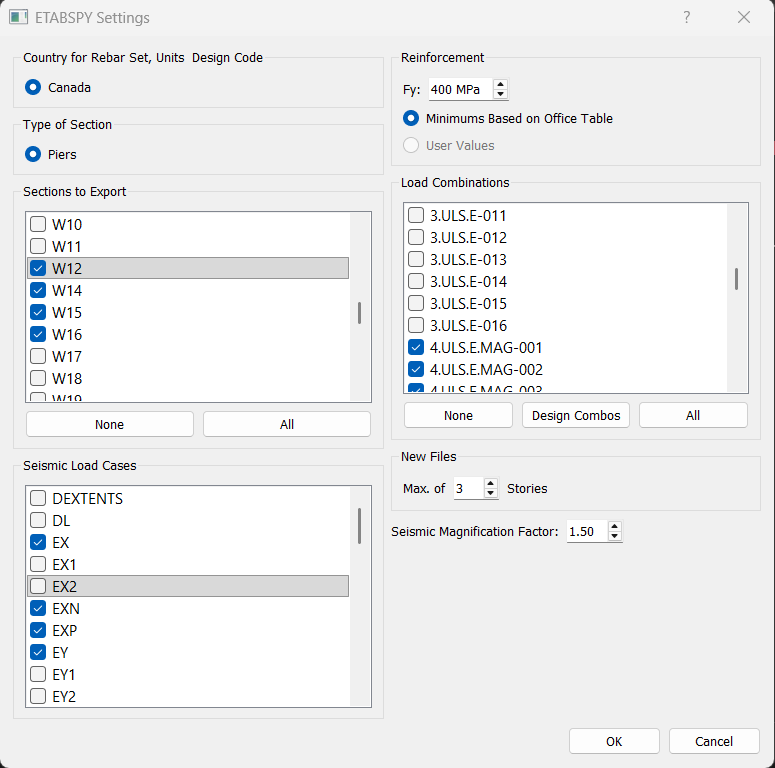 ETABSPY Settings
Country for Rebar Set, Units  Design Code
Canada
Type of Section
Piers
Sections to Export
W10
W11
W12
W14
W15
W16
W17
W18
W19
None
All
Seismic Load Cases
DEXTENTS
DL
EX
EX1
EX2
EXN
EXP
EY
EY1
EY2
Reinforcement
Fy: 400 MPa
Minimums Based on Office Table
User Values
Load Combinations
3.ULS.E-011
3.ULS.E-012
3.ULS.E-013
3.ULS.E-014
3.ULS.E-015
3.ULS.E-016
4.ULS.E.MAG-001
4.ULS.E.MAG-002
4.ULS.E.MAG-003
None
Design Combos
All
New Files
Max. of 3 Stories
Seismic Magnification Factor: 1.50
OK
Cancel